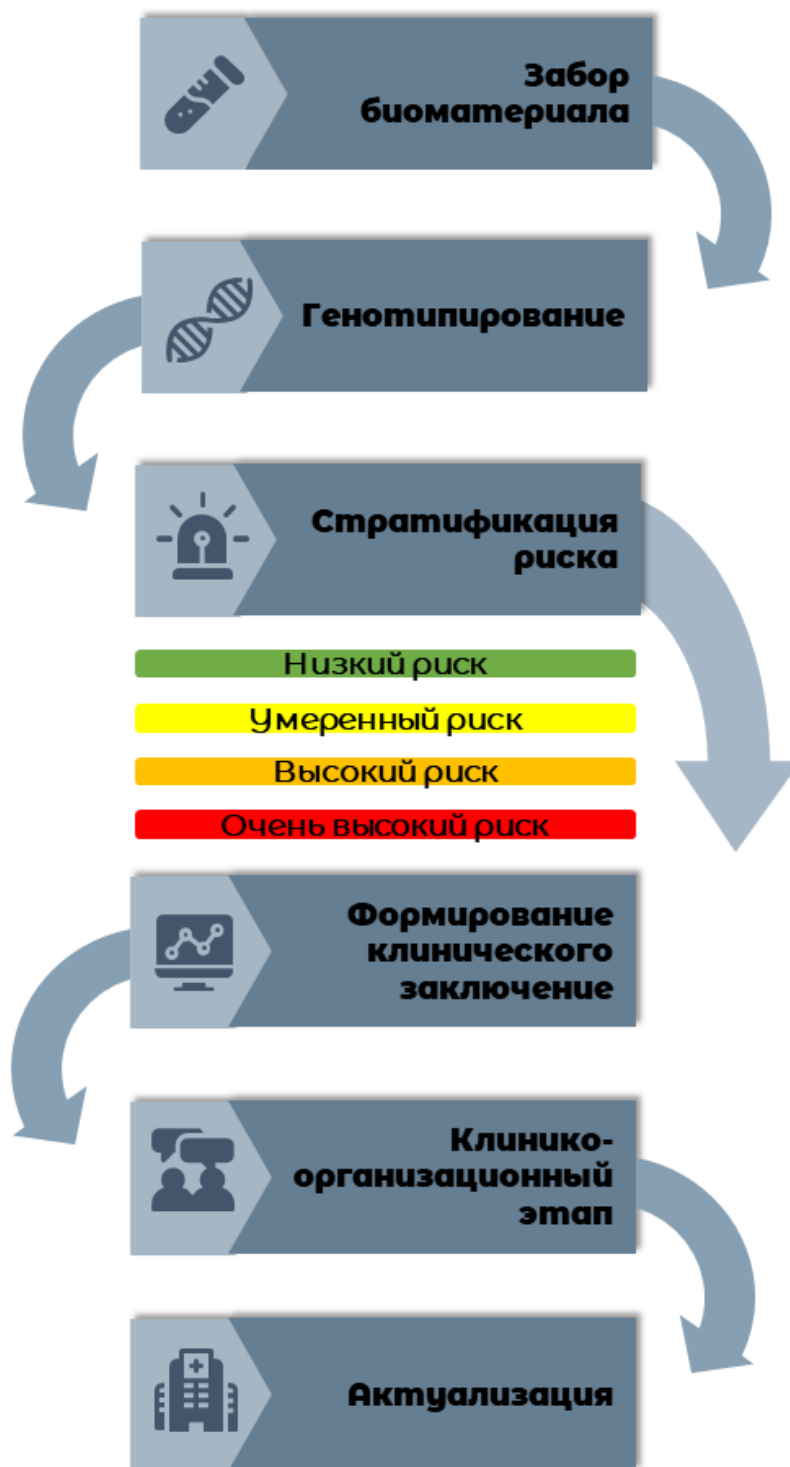 Забор
биоматериала
Генотипирование
Стратификация
риска
Низкий риск
Умеренный риск
Высокий риск
Очень высокий риск
Формирование
клинического
заключение
Клинико-
организационный
этап
Актуализация